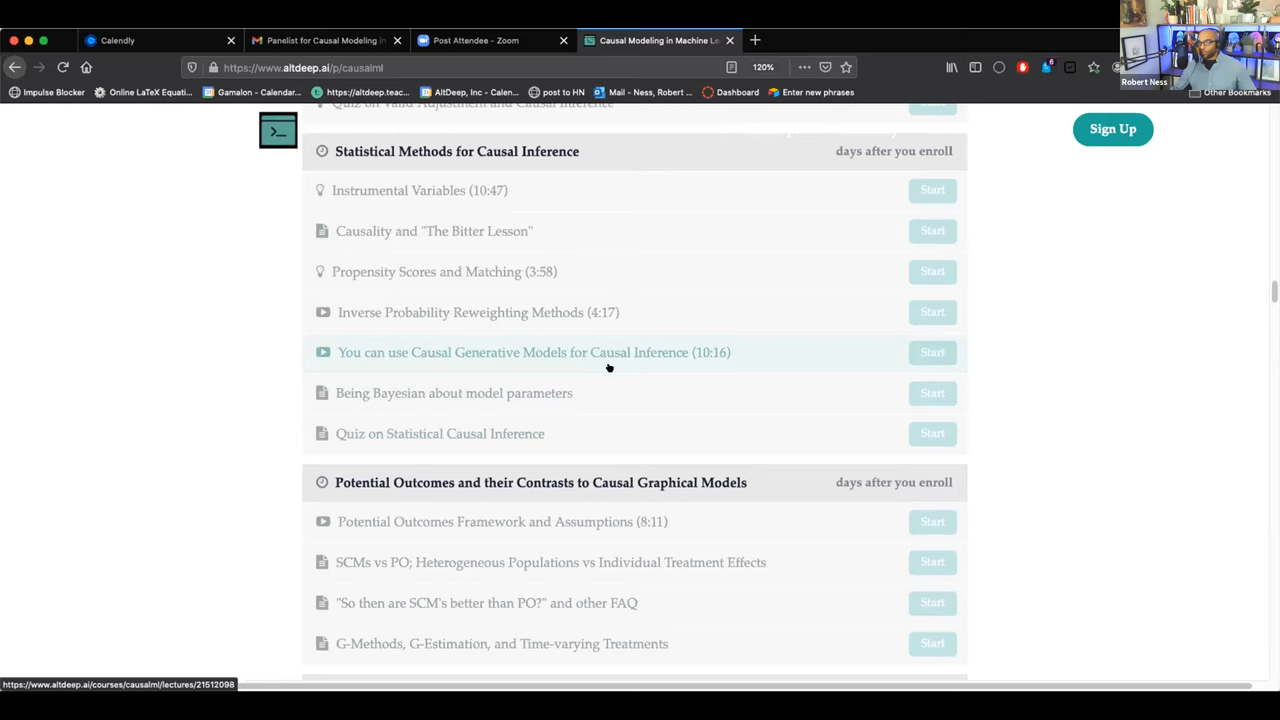 Calendly
Panelist for Causal Modeling in
Post Attendee - Zoom
Causal Modeling in Machine Le
https://www.altdeep.ai/p/causalml
120%
Robert Ness
Impulse Blocker
Online LaTeX Equati...
Gamalon - Calendar...
https://altdeep.teac...
AltDeep, Inc - Calen...
post to HN
Mail - Ness, Robert ...
Dashboard
Enter new phrases
Other Bookmarks
Quiz on Valid Adjustment and Causal Inference
Start
Sign Up
Statistical Methods for Causal Inference
days after you enroll
Instrumental Variables (10:47)
Start
Causality and "The Bitter Lesson"
Start
Propensity Scores and Matching (3:58)
Start
Inverse Probability Reweighting Methods (4:17)
Start
You can use Causal Generative Models for Causal Inference (10:16)
Start
Being Bayesian about model parameters
Start
Quiz on Statistical Causal Inference
Start
Potential Outcomes and their Contrasts to Causal Graphical Models
days after you enroll
Potential Outcomes Framework and Assumptions (8:11)
Start
SCMs vs PO; Heterogeneous Populations vs Individual Treatment Effects
Start
"So then are SCM's better than PO?" and other FAQ
Start
G-Methods, G-Estimation, and Time-varying Treatments
Start
https://www.altdeep.ai/courses/causalml/lectures/21512098